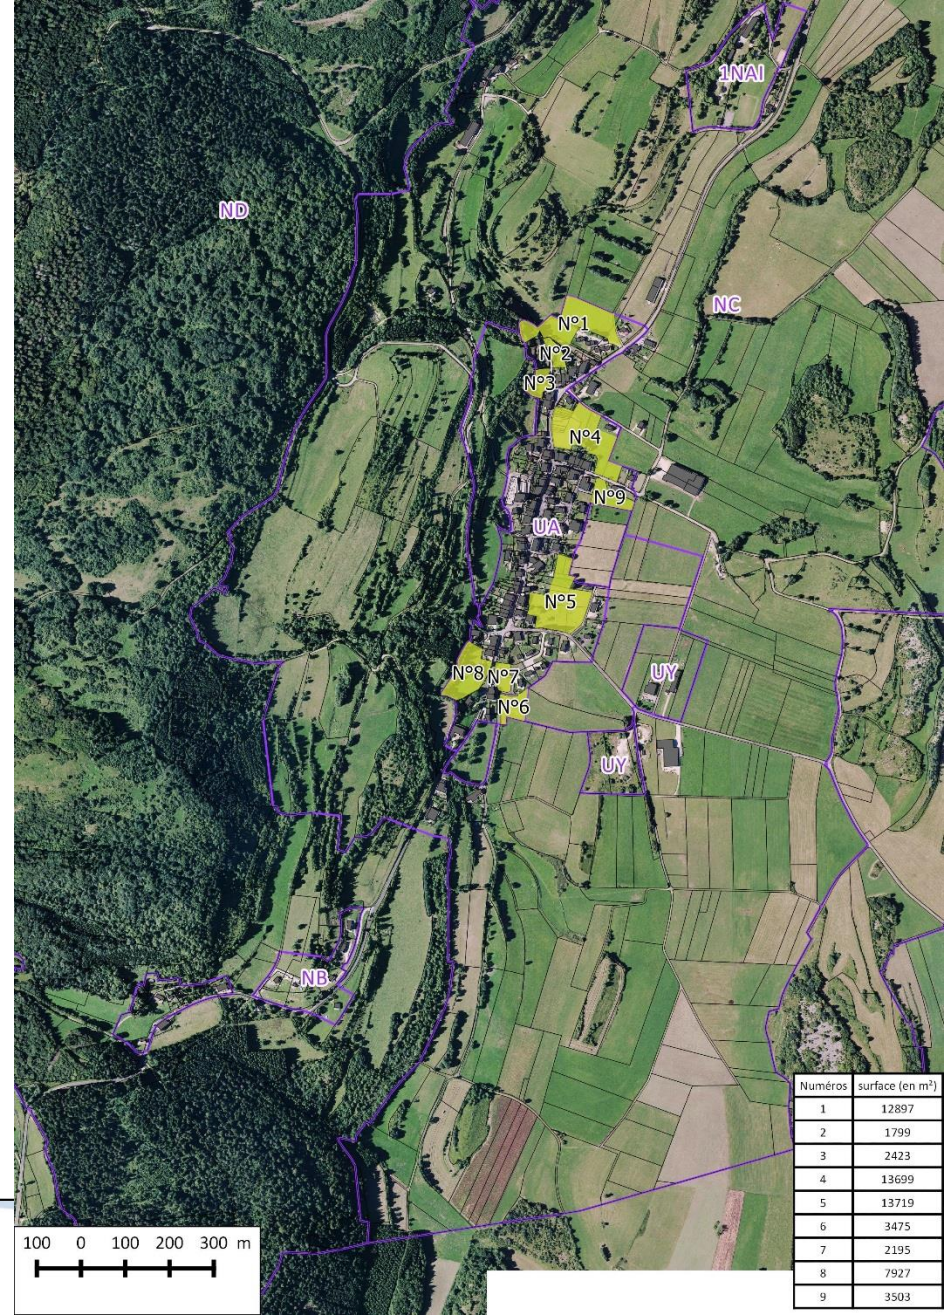 1NAI
ND
NC
N°1
N°2
N°3
N°4
N°9
UA
N°5
N°8
N°7
UY
N°6
UY
NB
Numéros surface (en m²)
1 12897
2 1799
3 2423
4 13699
5 13719
6 3475
7 2195
8 7927
9 3503
100 0 100 200 300 m